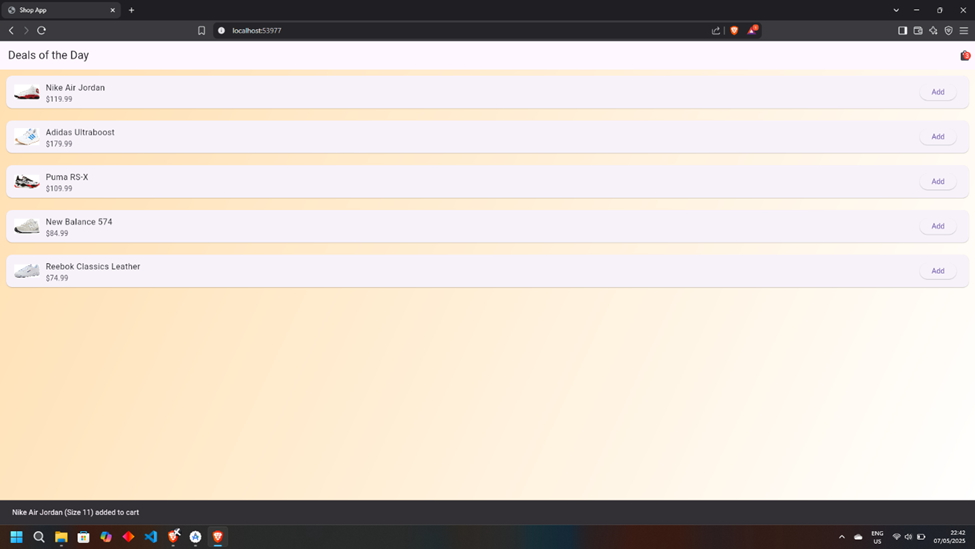 Shop App
localhost:53977
Deals of the Day
Nike Air Jordan
$119.99
Add
Adidas Ultraboost
$179.99
Add
Puma RS-X
$109.99
Add
New Balance 574
$84.99
Add
Reebok Classics Leather
$74.99
Add
Nike Air Jordan (Size 11) added to cart
ENG
US
22:42
07/05/2025